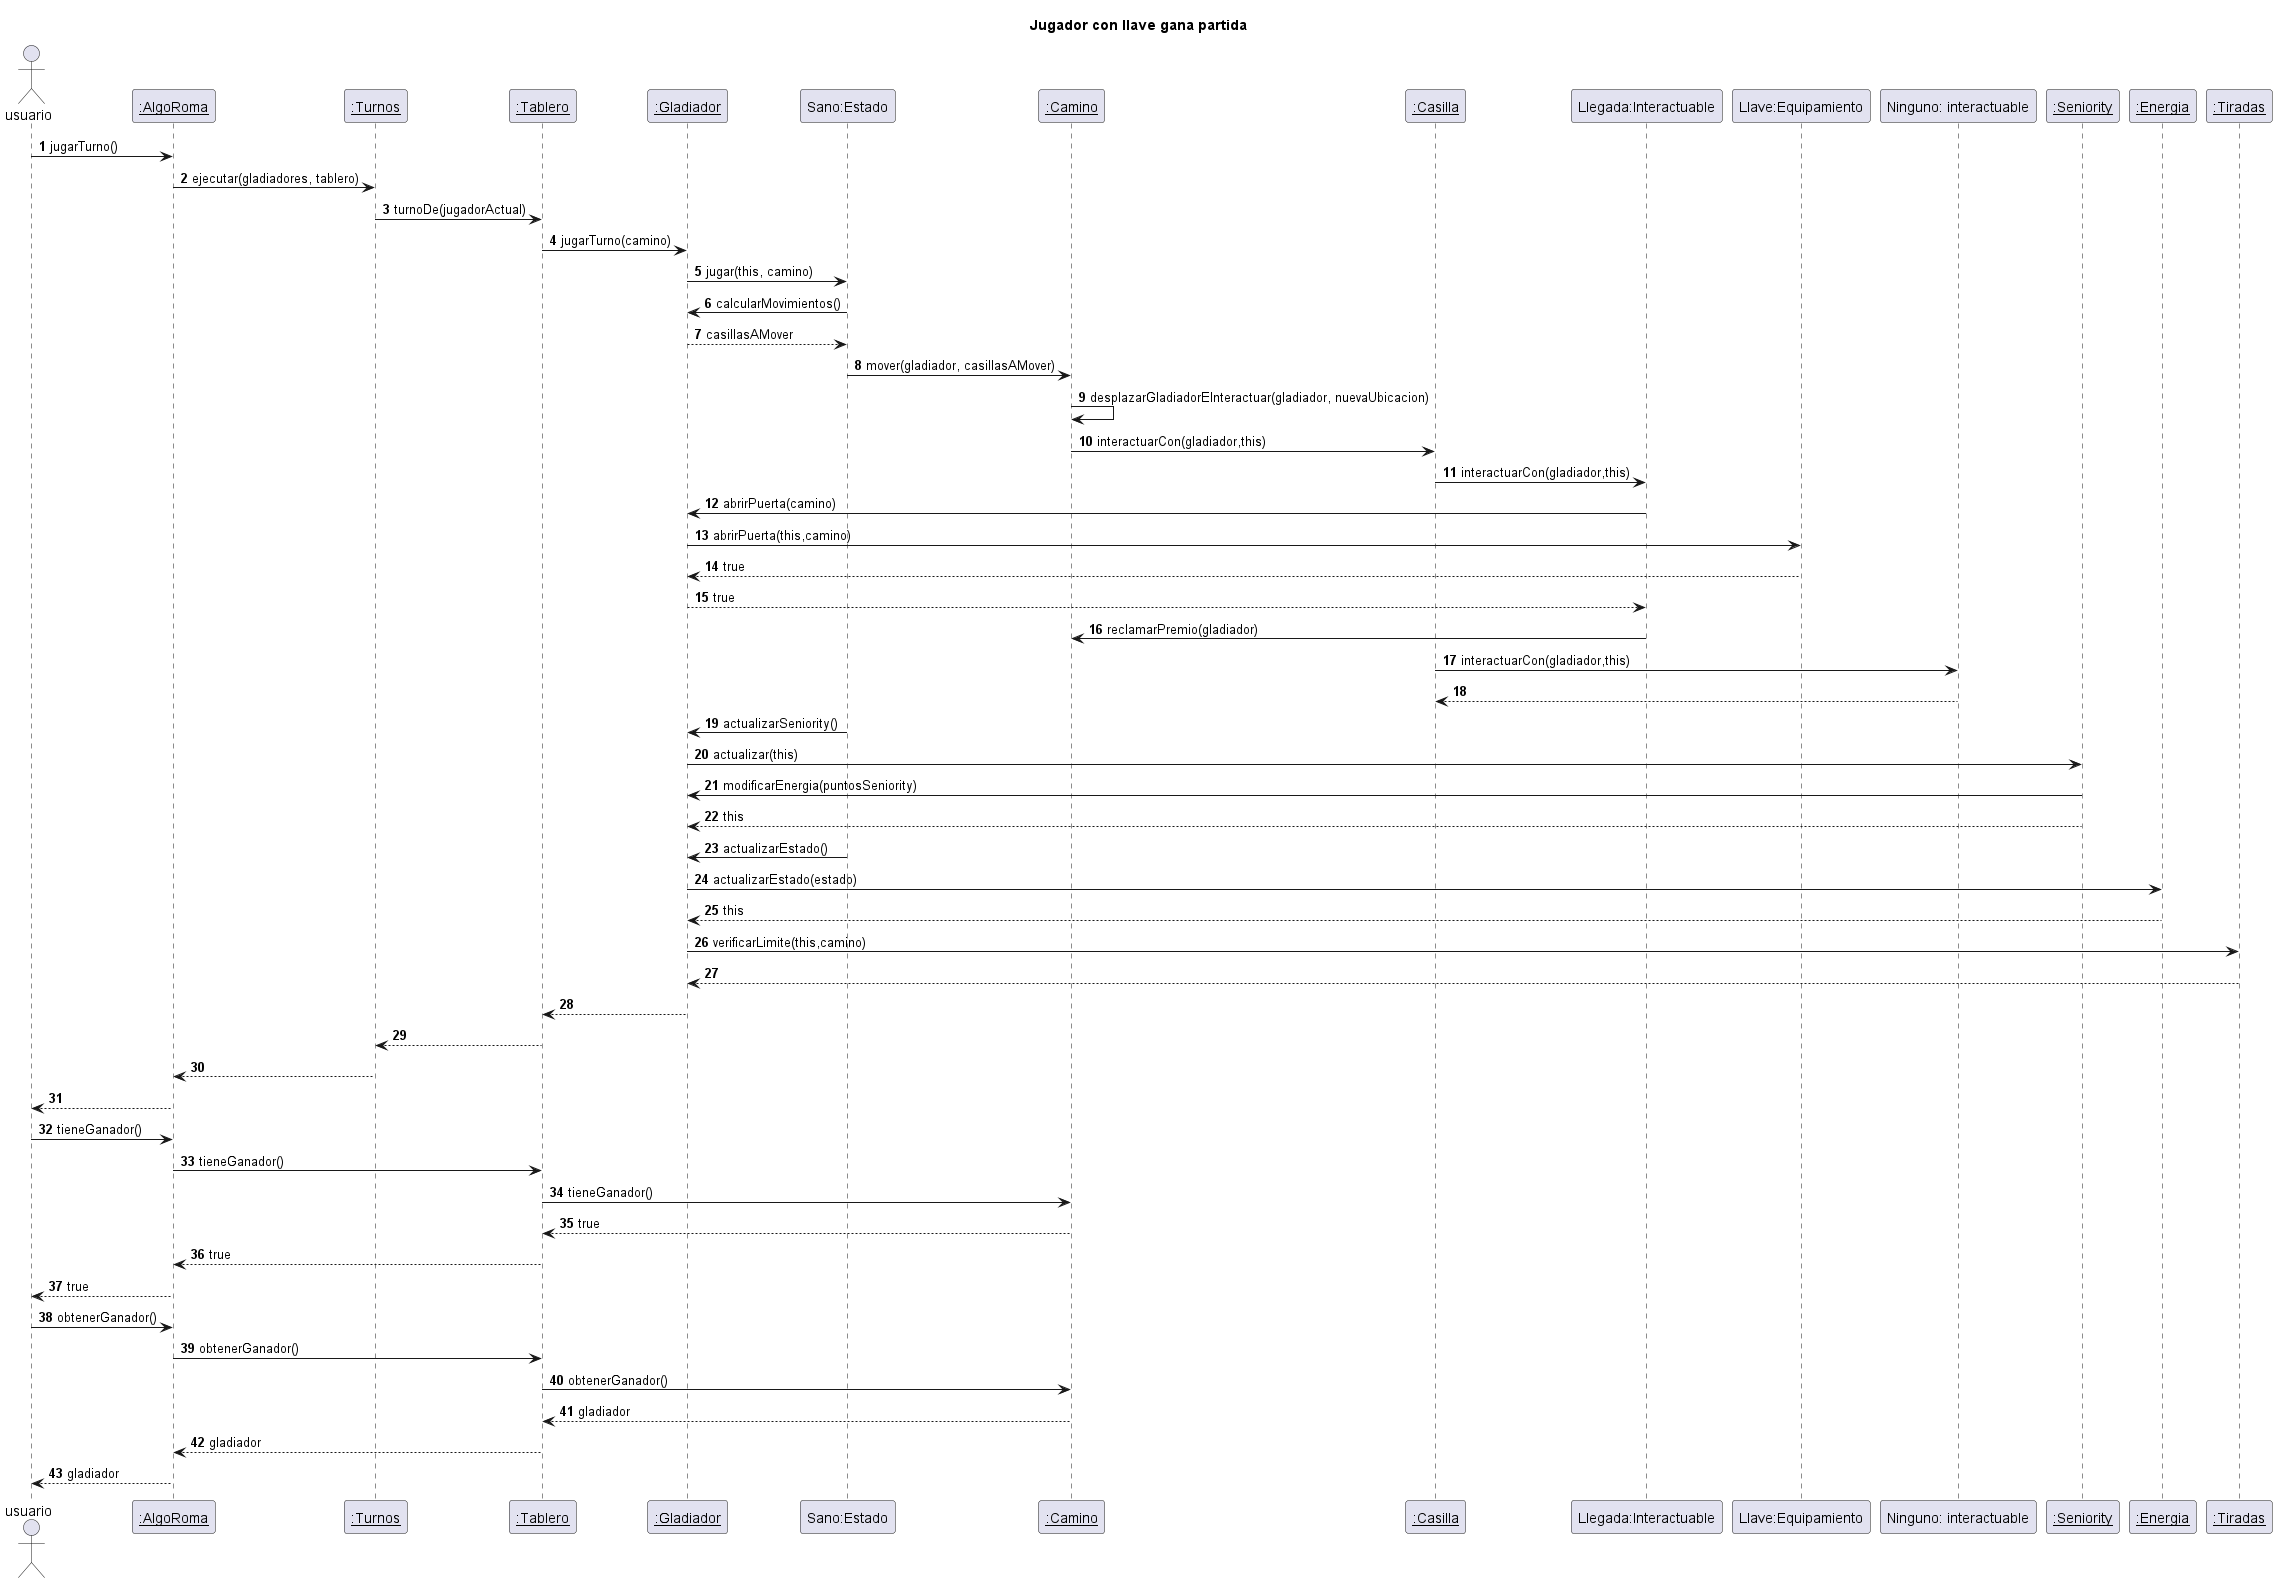 Jugador con llave gana partida
usuario
:AlgoRoma
:Turnos
:Tablero
:Gladiador
Sano:Estado
:Camino
:Casilla
Llegada:Interactuable
Llave:Equipamiento
Ninguno: interactuable
:Seniority
:Energia
:Tiradas
1 jugarTurno()
2 ejecutar(gladiadores, tablero)
3 turnoDe(jugadorActual)
4 jugarTurno(camino)
5 jugar(this, camino)
6 calcularMovimientos()
7 casillasAMover
8 mover(gladiador, casillasAMover)
9 desplazarGladiadorEInteractuar(gladiador, nuevaUbicacion)
10 interactuarCon(gladiador,this)
11 interactuarCon(gladiador,this)
12 abrirPuerta(camino)
13 abrirPuerta(this,camino)
14 true
15 true
16 reclamarPremio(gladiador)
17 interactuarCon(gladiador,this)
18
19 actualizarSeniority()
20 actualizar(this)
21 modificarEnergia(puntosSeniority)
22 this
23 actualizarEstado()
24 actualizarEstado(estado)
25 this
26 verificarLimite(this,camino)
27
28
29
30
31
32 tieneGanador()
33 tieneGanador()
34 tieneGanador()
35 true
36 true
37 true
38 obtenerGanador()
39 obtenerGanador()
40 obtenerGanador()
41 gladiador
42 gladiador
43 gladiador
usuario
:AlgoRoma
:Turnos
:Tablero
:Gladiador
Sano:Estado
:Camino
:Casilla
Llegada:Interactuable
Llave:Equipamiento
Ninguno: interactuable
:Seniority
:Energia
:Tiradas